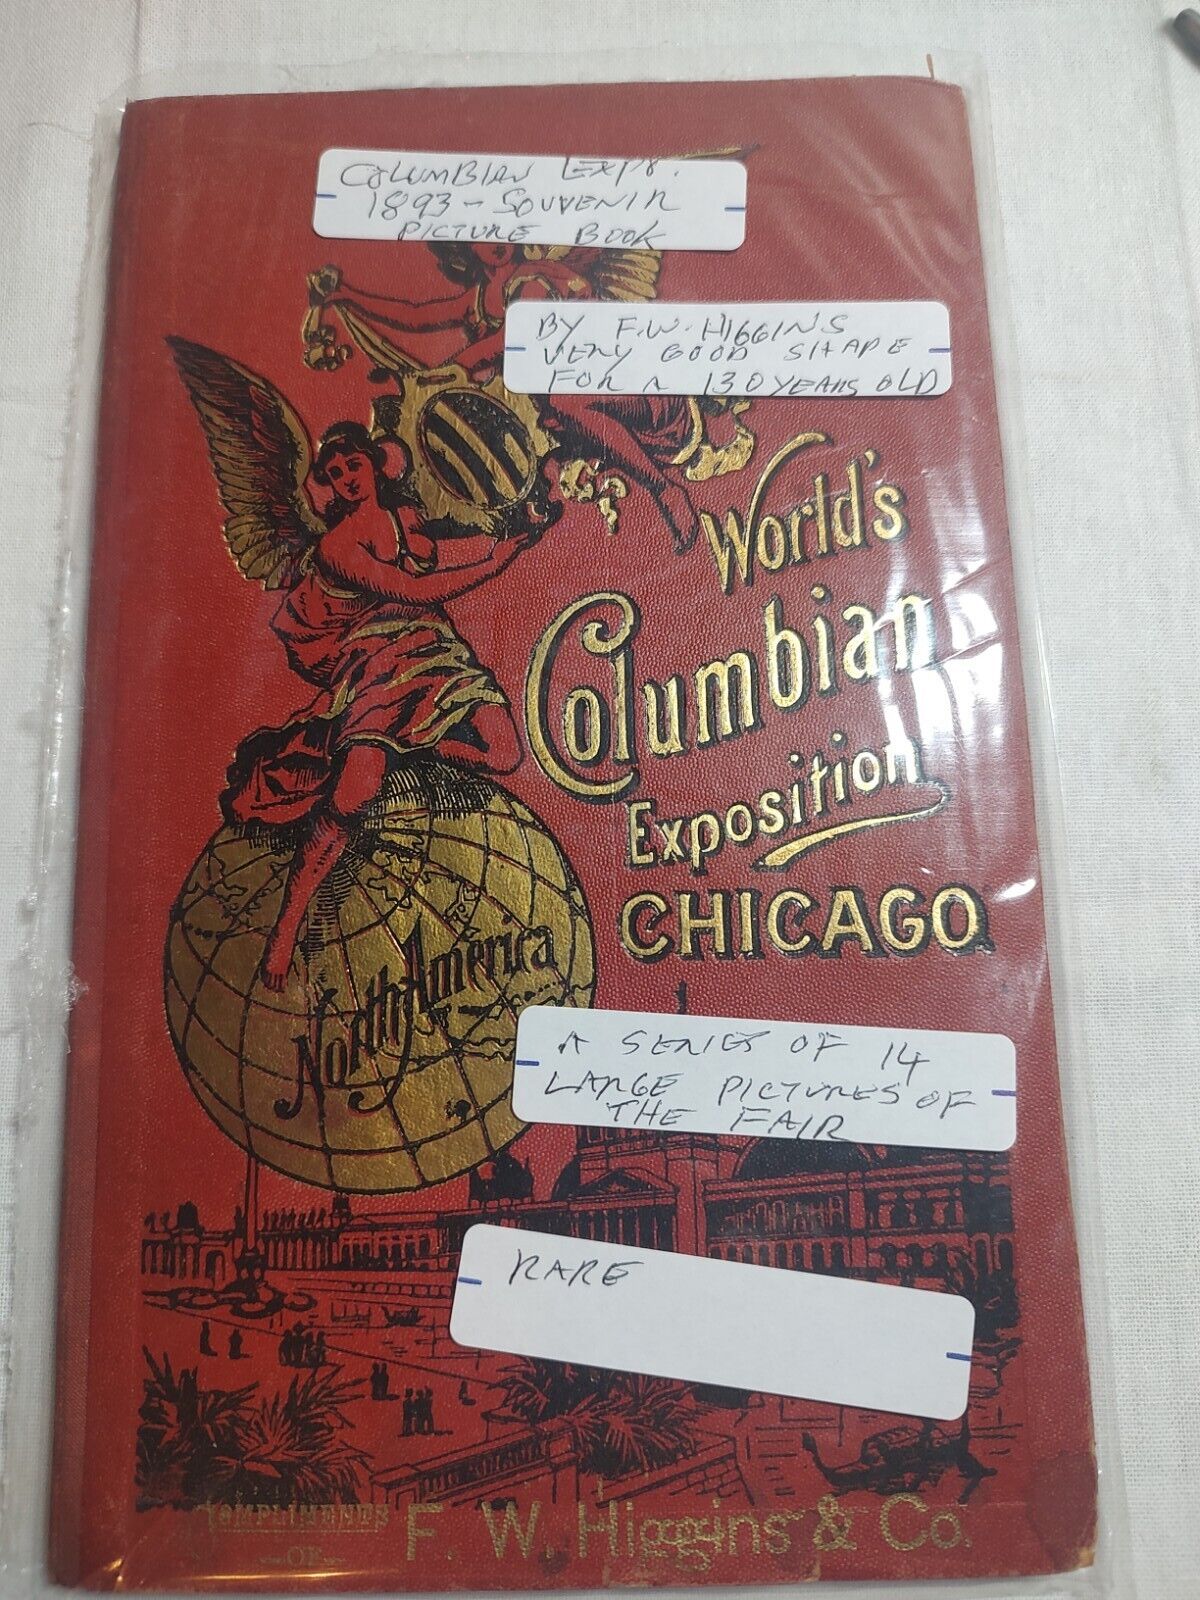 COLUMBIAN EXPO.
1893 - SOUVENIR
PICTURE BOOK
BY F.W. HIGGINS
VERY GOOD SHAPE
FOR A 130 YEARS OLD
World's
Columbian
Exposition
CHICAGO
North America
A SERIES OF 14
LARGE PICTURES OF
THE FAIR
RARE
COMPLIMENTS
OF
F. W. Higgins & Co.